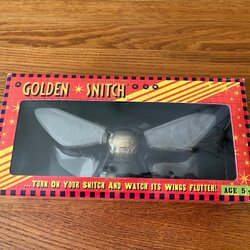 GOLDEN SNITCH
...TURN ON YOUR SNITCH AND WATCH ITS WINGS FLUTTER!
AGE 5+